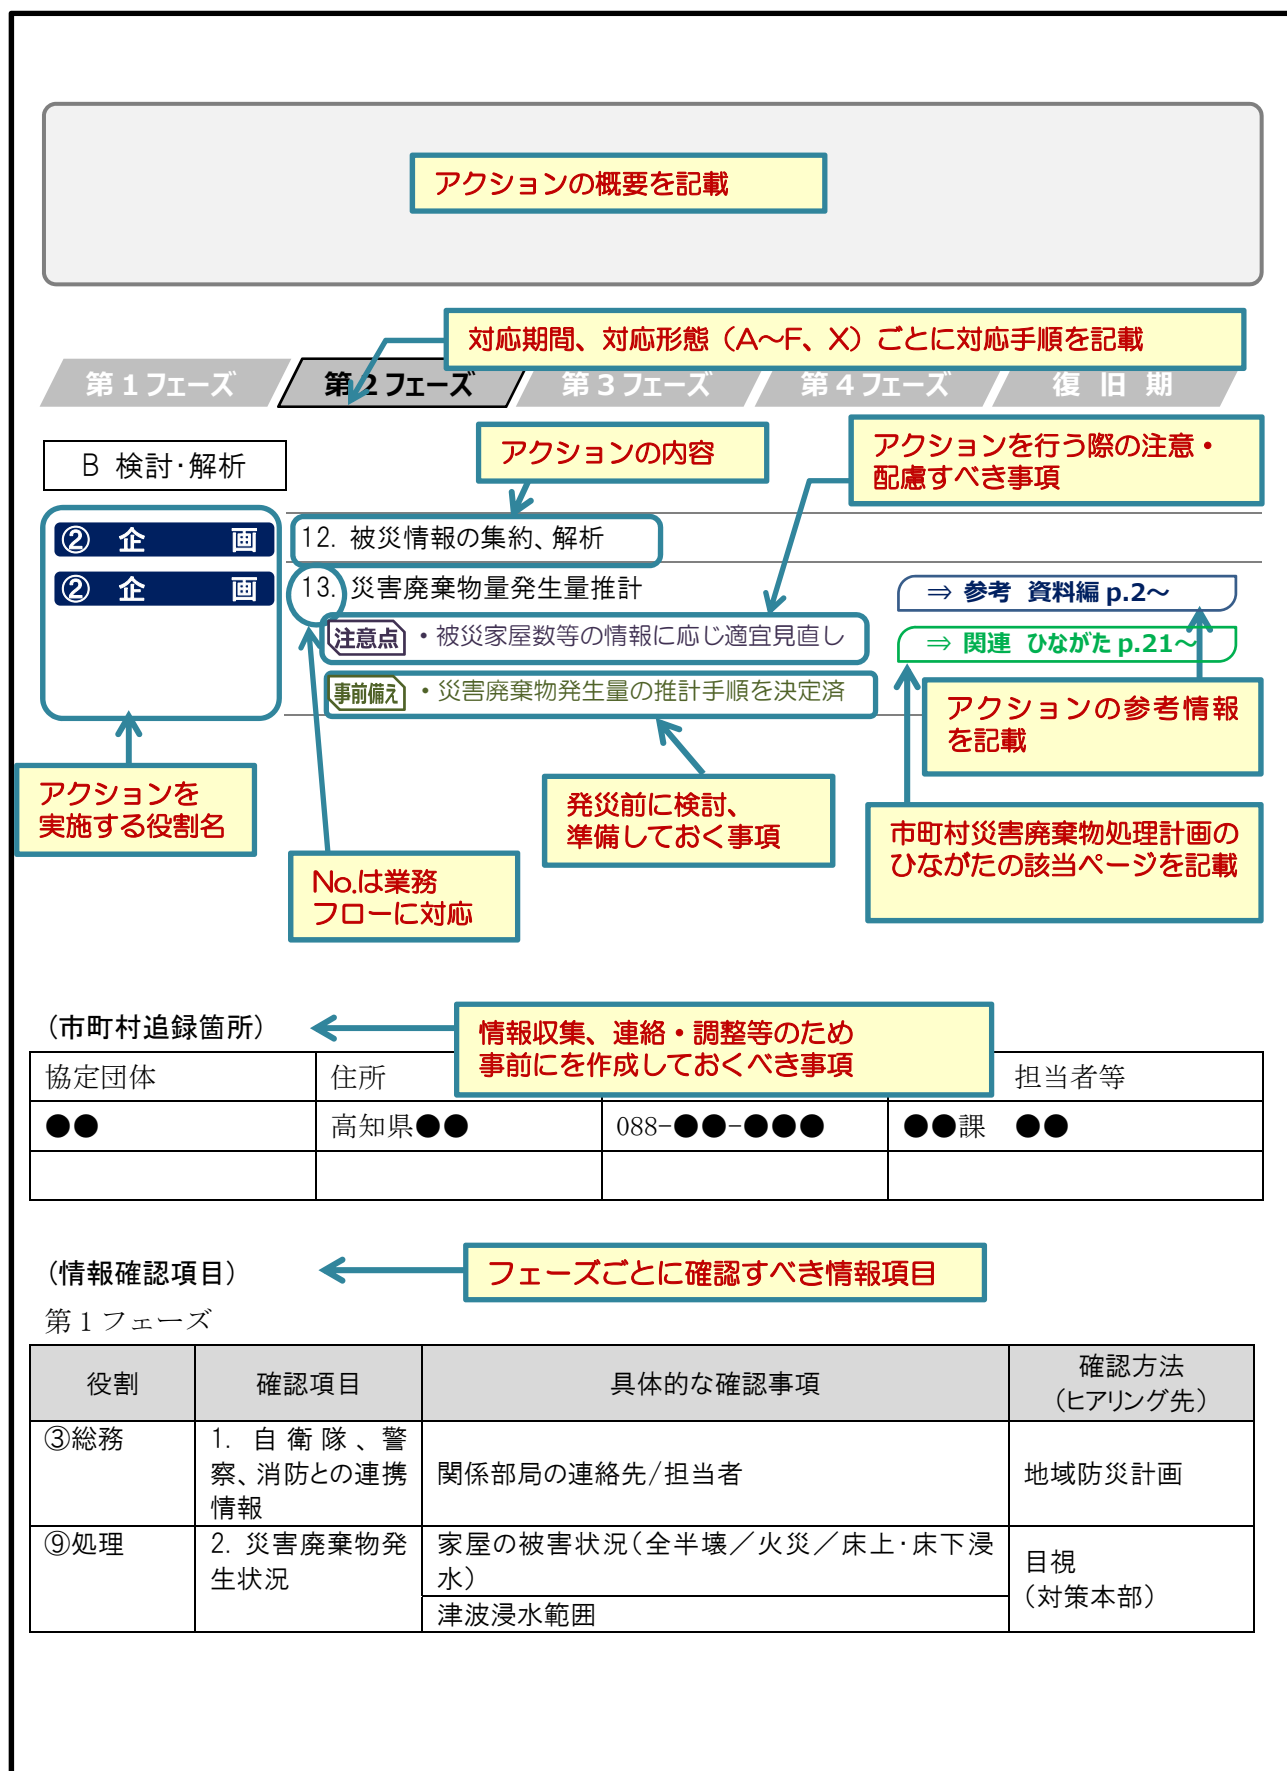 アクションの概要を記載
対応期間、対応形態（A～F、X）ごとに対応手順を記載
第１フェーズ
第２フェーズ
第３フェーズ
第４フェーズ
復 旧 期
B 検討･解析
アクションの内容
アクションを行う際の注意・
配慮すべき事項
② 企 画
12. 被災情報の集約、解析
② 企 画
13. 災害廃棄物量発生量推計
⇒ 参考 資料編 p.2～
注意点 ・被災家屋数等の情報に応じ適宜見直し
⇒ 関連 ひながた p.21～
事前備え ・災害廃棄物発生量の推計手順を決定済
アクションの参考情報
を記載
アクションを
実施する役割名
発災前に検討、
準備しておく事項
市町村災害廃棄物処理計画の
ひながたの該当ページを記載
No.は業務
フローに対応
（市町村追録箇所）
情報収集、連絡・調整等のため
事前にを作成しておくべき事項
協定団体 住所 担当者等
●● 高知県●● 088-●●-●●● ●●課 ●●
（情報確認項目）
フェーズごとに確認すべき情報項目
第１フェーズ
役割 確認項目 具体的な確認事項 確認方法
（ヒアリング先）
③総務 1. 自衛隊、警
察、消防との連携
情報
関係部局の連絡先/担当者
地域防災計画
⑨処理 2. 災害廃棄物発
生状況
家屋の被害状況（全半壊／火災／床上･床下浸
水）
津波浸水範囲
目視
（対策本部）